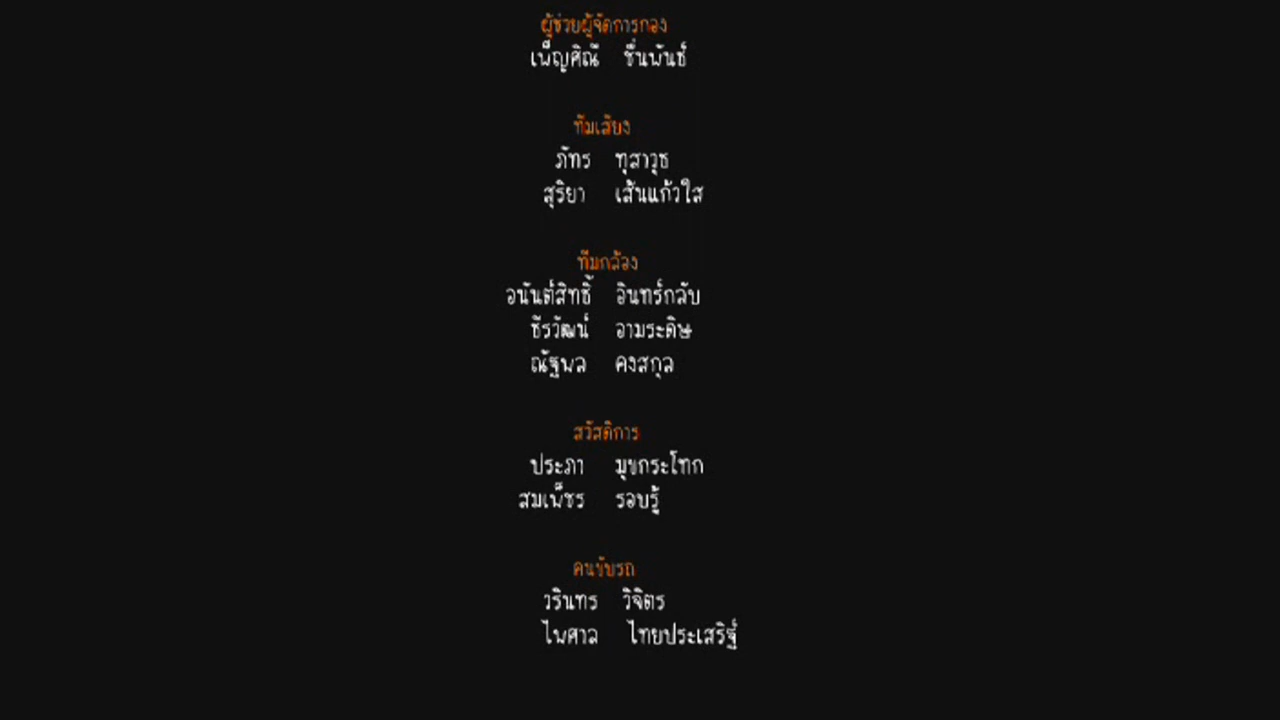 ผู้ช่วยผู้จัดการกอง
เพ็ญศิณี ชื่นพันธ์
ทีมเสียง
ภัทร ทุสาวุธ
สุริยา เส้นแก้วใส
ทีมกล้อง
อนันต์สิทธิ์ อินทร์กลับ
ธีรวัฒน์ อามระดิษ
ณัฐพล คงสกุล
สวัสดิการ
ประภา มุขกระโทก
สมเพ็ชร รอบรู้
คนขับรถ
วรินทร วิจิตร
ไพศาล ไทยประเสริฐ์